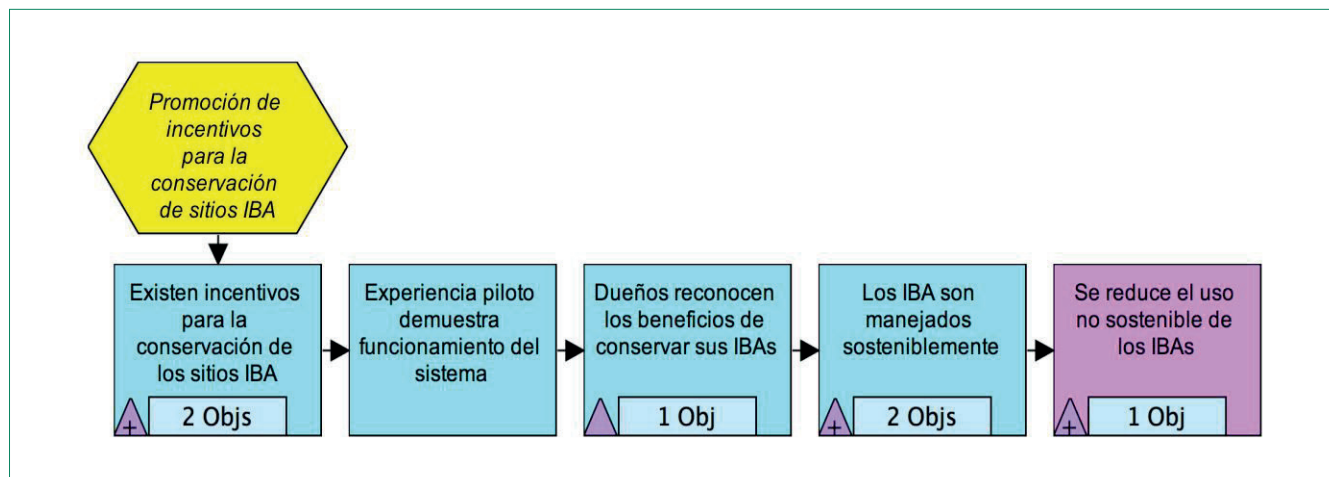 Promoción de
incentivos
para la
conservación
de sitios IBA
Existen incentivos
para la
conservación de
los sitios IBA
+
2 Objs
Experiencia piloto
demuestra
funcionamiento del
sistema
Dueños reconocen
los beneficios de
conservar sus IBAs
1 Obj
Los IBA son
manejados
sosteniblemente
+
2 Objs
Se reduce el uso
no sostenible de
los IBAs
+
1 Obj